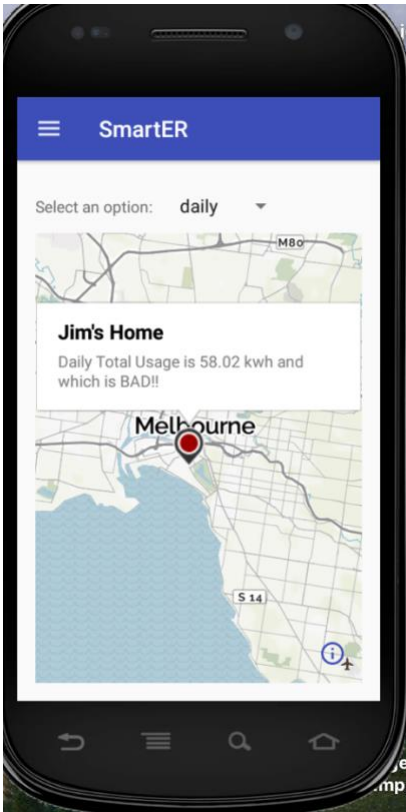 SmartER
Select an option: daily
M80
Jim's Home
Daily Total Usage is 58.02 kwh and
which is BAD!!
Melbourne
S 14